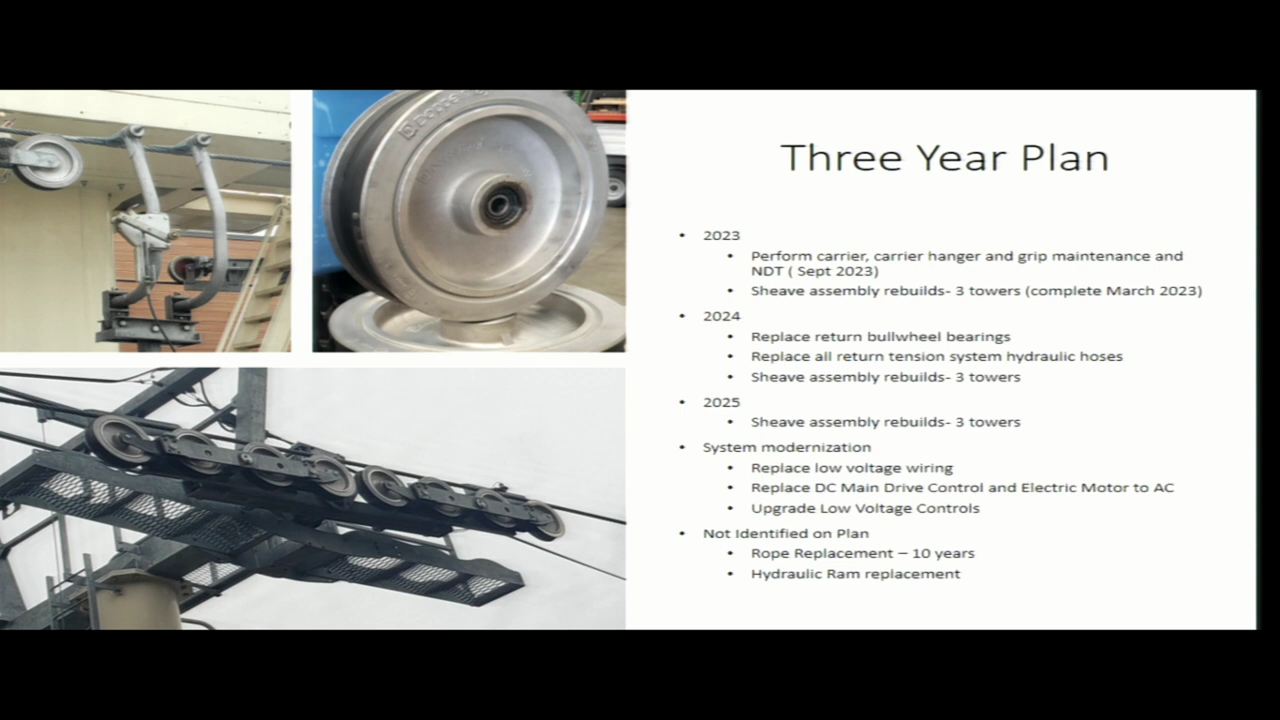 Three Year Plan
• 2023
• Perform carrier, carrier hanger and grip maintenance and
NDT ( Sept 2023)
• Sheave assembly rebuilds- 3 towers (complete March 2023)
• 2024
• Replace return bullwheel bearings
• Replace all return tension system hydraulic hoses
• Sheave assembly rebuilds- 3 towers
• 2025
• Sheave assembly rebuilds- 3 towers
• System modernization
• Replace low voltage wiring
• Replace DC Main Drive Control and Electric Motor to AC
• Upgrade Low Voltage Controls
• Not Identified on Plan
• Rope Replacement – 10 years
• Hydraulic Ram replacement